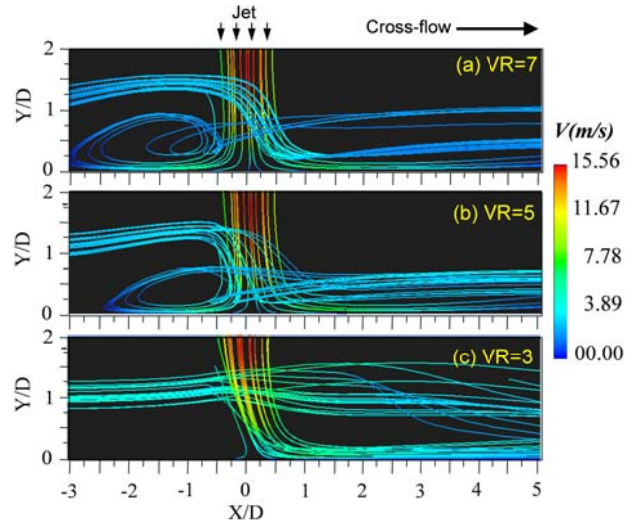 Jet
Cross-flow
2
Y/D
1
0
(a) VR=7
V(m/s)
15.56
11.67
7.78
3.89
00.00
2
Y/D
1
0
(b) VR=5
2
Y/D
1
0
(c) VR=3
-3 -2 -1 0 1 2 3 4 5
X/D